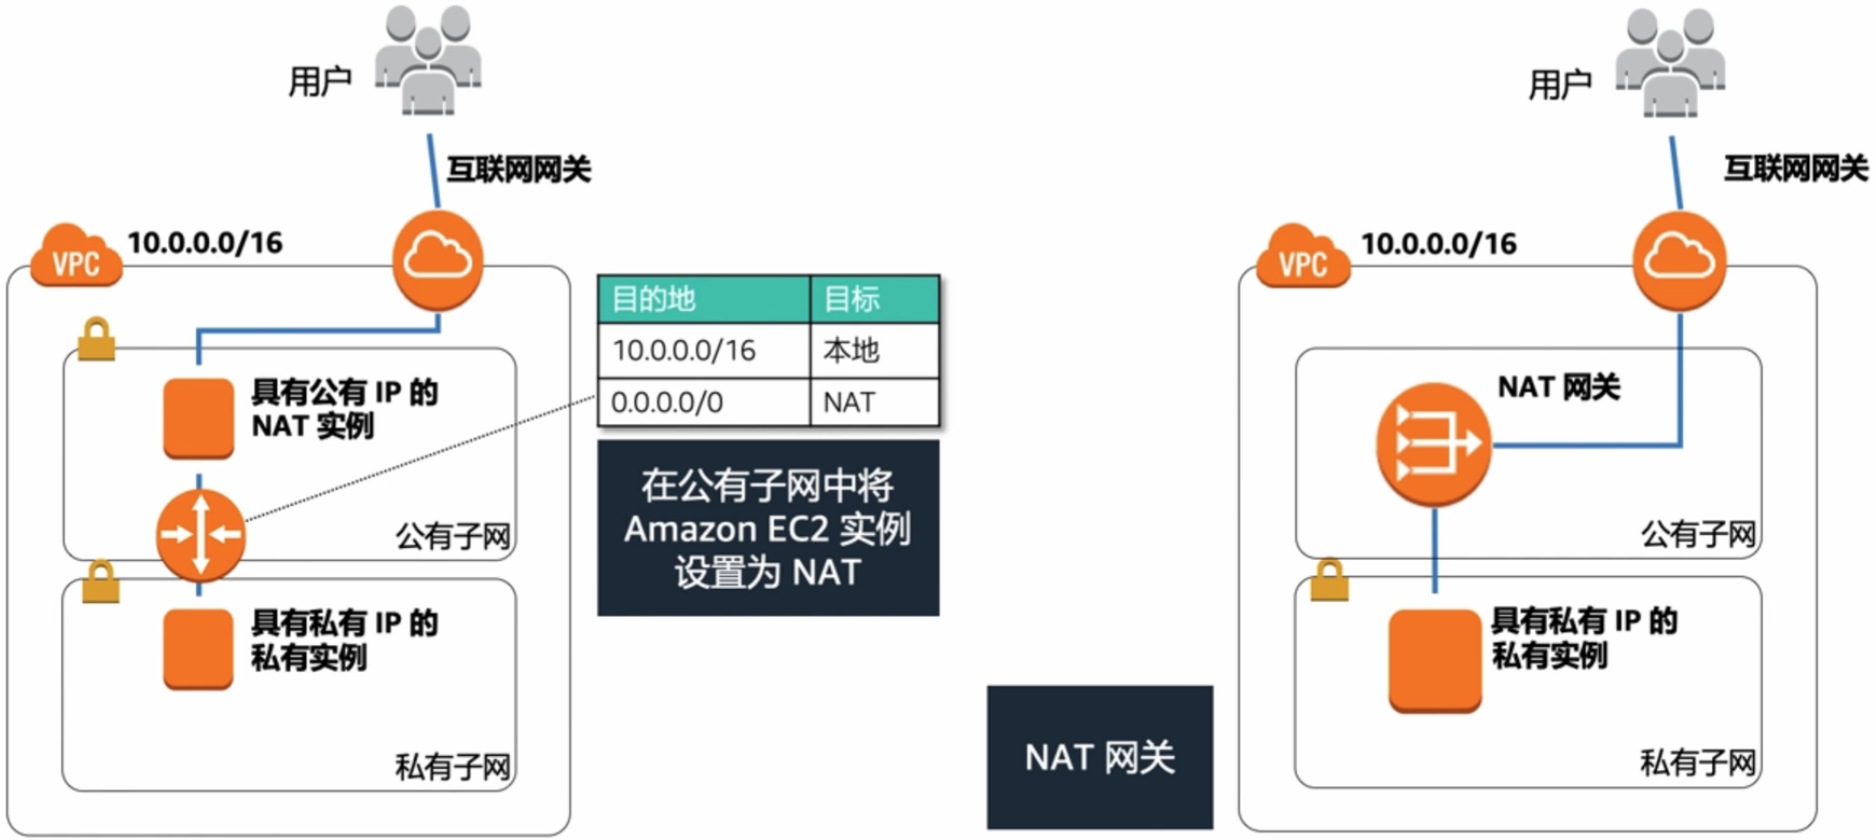 用户
互联网网关
VPC
10.0.0.0/16
具有公有 IP 的
NAT 实例
公有子网
具有私有 IP 的
私有实例
私有子网
目的地 目标
10.0.0.0/16 本地
0.0.0.0/0 NAT
在公有子网中将
Amazon EC2 实例
设置为 NAT
用户
互联网网关
VPC
10.0.0.0/16
NAT 网关
公有子网
具有私有 IP 的
私有实例
私有子网
NAT 网关